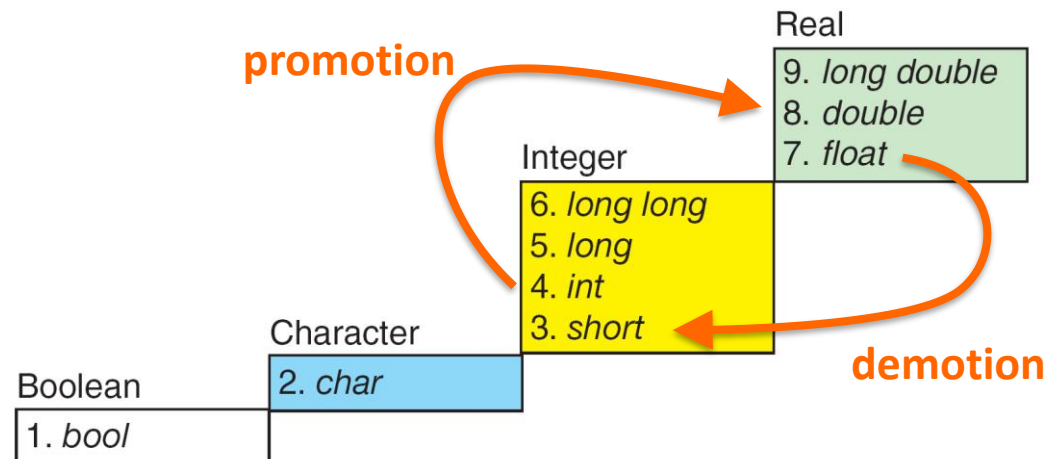 Real
promotion
9. long double
8. double
7. float
Integer
6. long long
5. long
4. int
3. short
Character
demotion
2. char
Boolean
1. bool